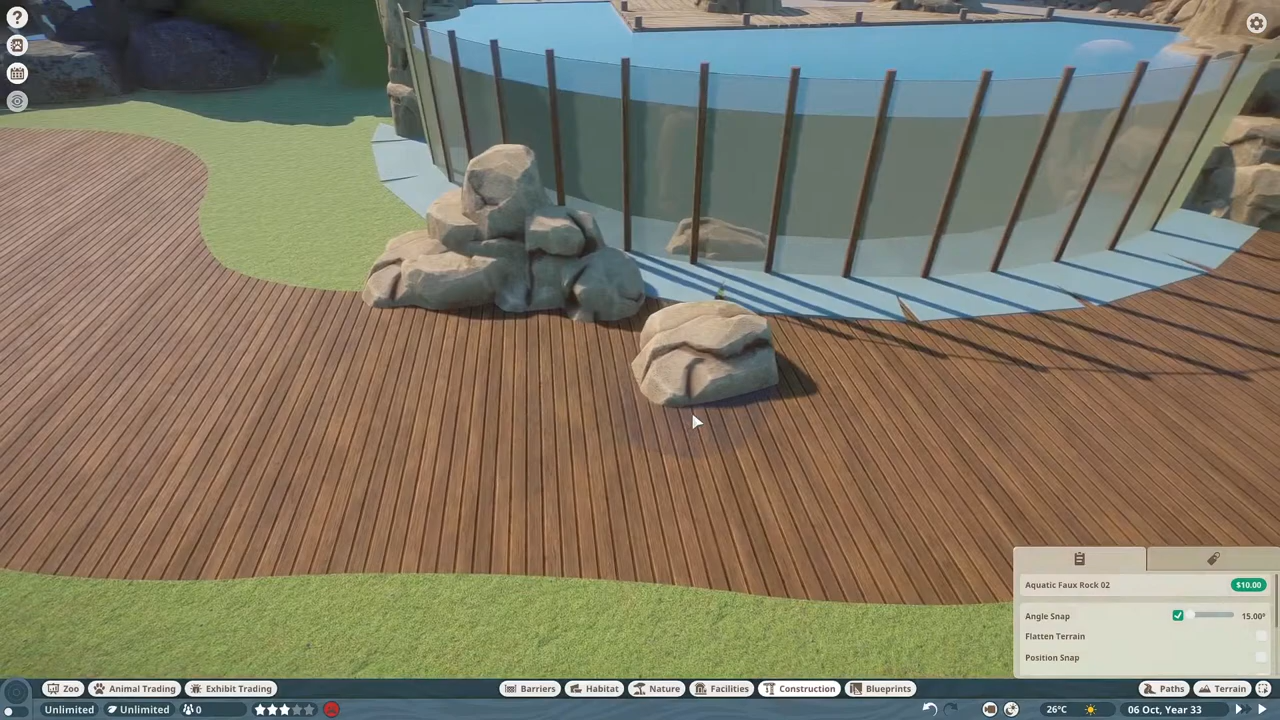 ?
Aquatic Faux Rock 02 $10.00
Angle Snap 15.00°
Flatten Terrain
Position Snap
Zoo Animal Trading Exhibit Trading Barriers Habitat Nature Facilities Construction Blueprints Paths Terrain
Unlimited Unlimited 0 26°C 06 Oct, Year 33